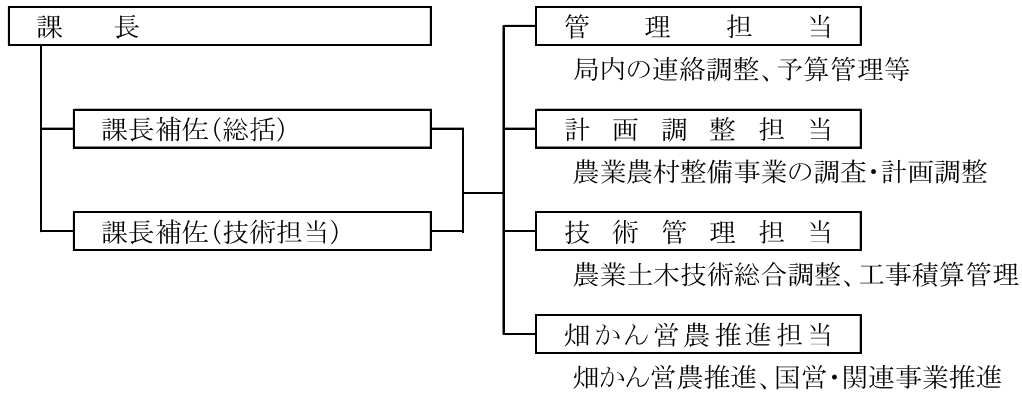 課長
課長補佐（総括）
課長補佐（技術担当）
管理担当
局内の連絡調整、予算管理等
計画調整担当
農業農村整備事業の調査・計画調整
技術管理担当
農業土木技術総合調整、工事積算管理
畑かん営農推進担当
畑かん営農推進、国営・関連事業推進